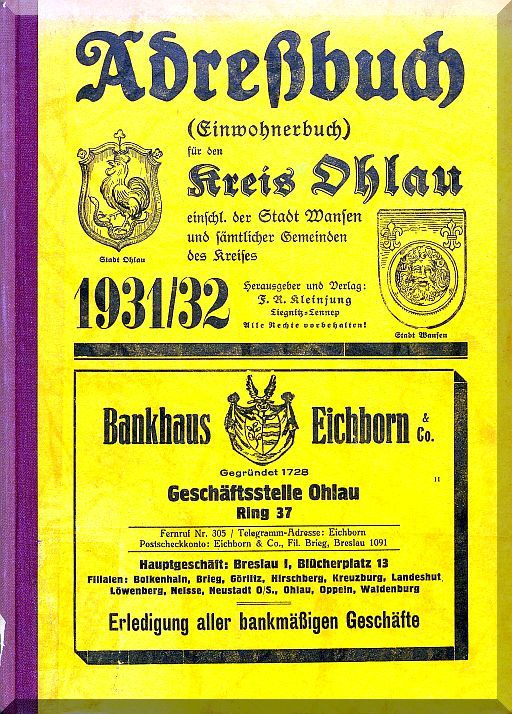 Adreßbuch
(Einwohnerbuch)
für den
Kreis Ohlau
einschl. der Stadt Wansen
und sämtlicher Gemeinden
des Kreises
Stadt Ohlau
1931/32
Herausgeber und Verlag:
F. A. Kleinjung
Liegnitz-Lennep
Alle Rechte vorbehalten!
Stadt Wansen
Bankhaus Eichborn & Co.
Gegründet 1728
Geschäftsstelle Ohlau
Ring 37
Fernruf Nr. 305 / Telegramm-Adresse: Eichborn
Postscheckkonto: Eichborn & Co., Fil. Brieg, Breslau 1091
Hauptgeschäft: Breslau I, Blücherplatz 13
Filialen: Bolkenhain, Brieg, Görlitz, Hirschberg, Kreuzburg, Landeshut,
Löwenberg, Neisse, Neustadt O/S., Ohlau, Oppeln, Waldenburg
Erledigung aller bankmäßigen Geschäfte